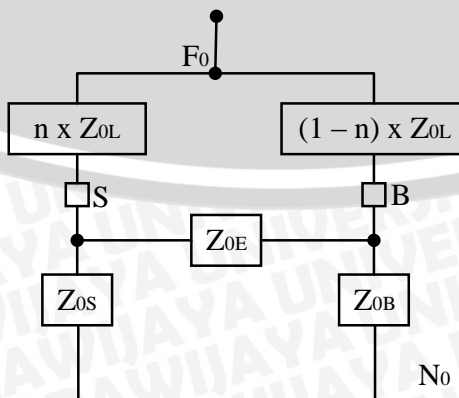 F₀
n x Z₀L (1 – n) x Z₀L
S B
Z₀E
Z₀S Z₀B
N₀